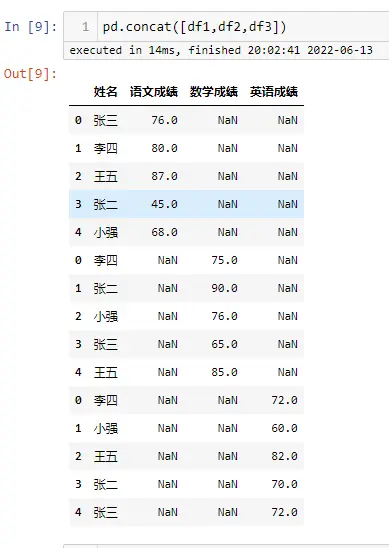 In [9]: 1 pd.concat([df1,df2,df3])
executed in 14ms, finished 20:02:41 2022-06-13
Out[9]:
姓名 语文成绩 数学成绩 英语成绩
0 张三 76.0 NaN NaN
1 李四 80.0 NaN NaN
2 王五 87.0 NaN NaN
3 张二 45.0 NaN NaN
4 小强 68.0 NaN NaN
0 李四 NaN 75.0 NaN
1 张二 NaN 90.0 NaN
2 小强 NaN 76.0 NaN
3 张三 NaN 65.0 NaN
4 王五 NaN 85.0 NaN
0 李四 NaN NaN 72.0
1 小强 NaN NaN 60.0
2 王五 NaN NaN 82.0
3 张二 NaN NaN 70.0
4 张三 NaN NaN 72.0